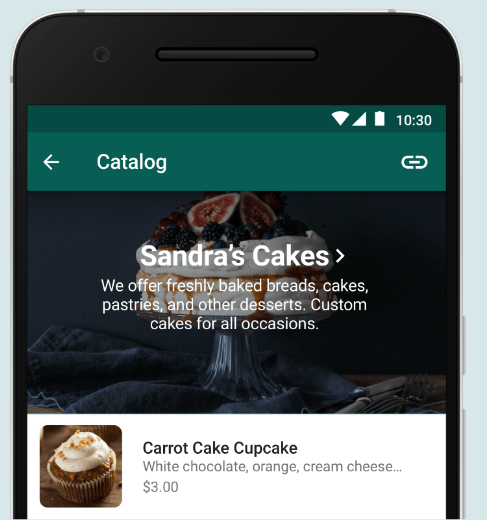 10:30
Catalog
Sandra's Cakes
We offer freshly baked breads, cakes,
pastries, and other desserts. Custom
cakes for all occasions.
Carrot Cake Cupcake
White chocolate, orange, cream cheese...
$3.00